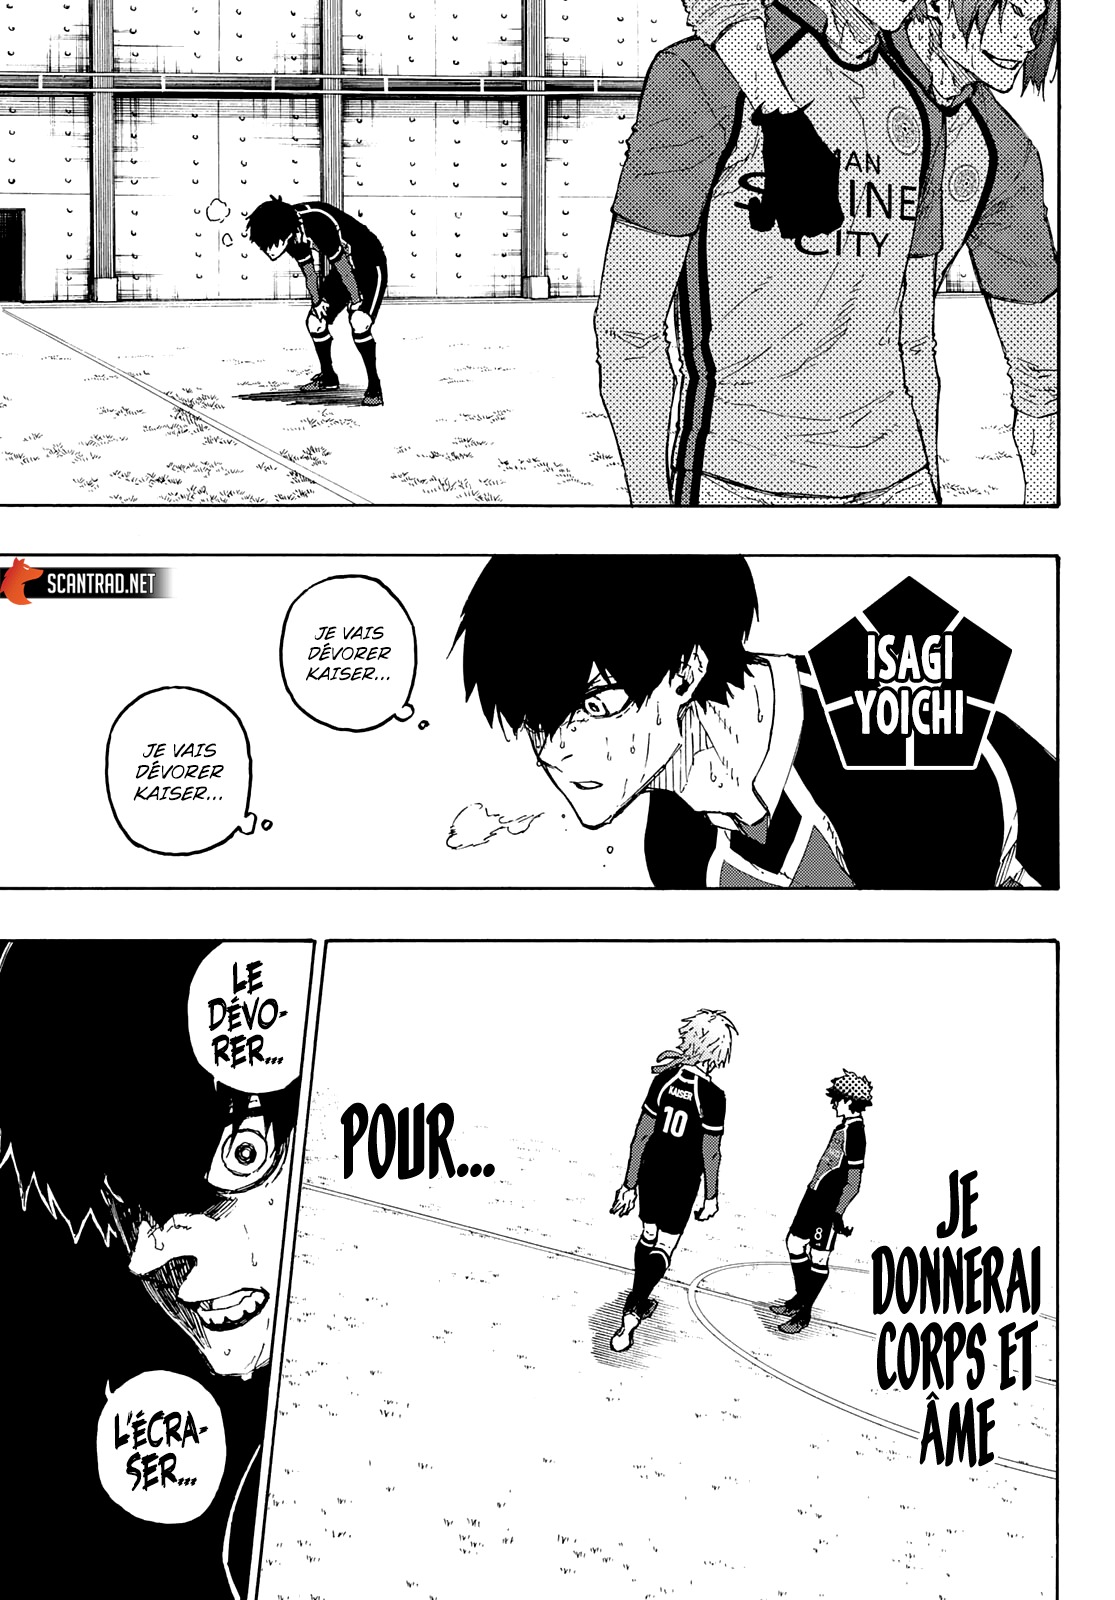 AN
INE
CITY
SCANTRAD.NET
JE VAIS
DÉVORER
KAISER...
ISAGI
YOICHI
JE VAIS
DÉVORER
KAISER...
JE
DONNERAI
CORPS ET
ÂME
POUR...
KAISER
10
8
LE
DÉVO-
RER...
L'ÉCRA-
SER...